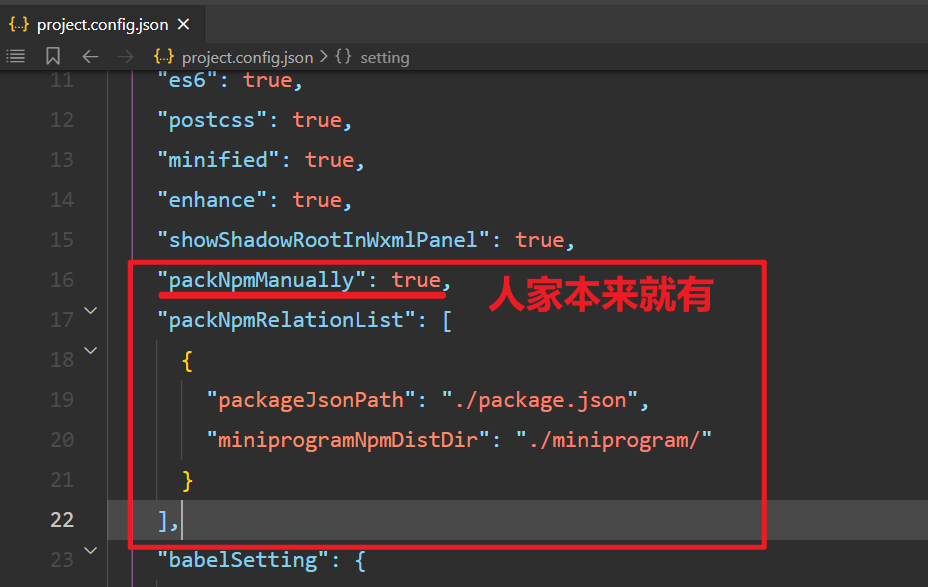 {..} project.config.json ×
{..} project.config.json > {} setting
11 "es6": true,
12 "postcss": true,
13 "minified": true,
14 "enhance": true,
15 "showShadowRootInWxmlPanel": true,
16 "packNpmManually": true, 人家本来就有
17 "packNpmRelationList": [
18 {
19 "packageJsonPath": "./package.json",
20 "miniprogramNpmDistDir": "./miniprogram/"
21 }
22 ],
23 "babelSetting": {